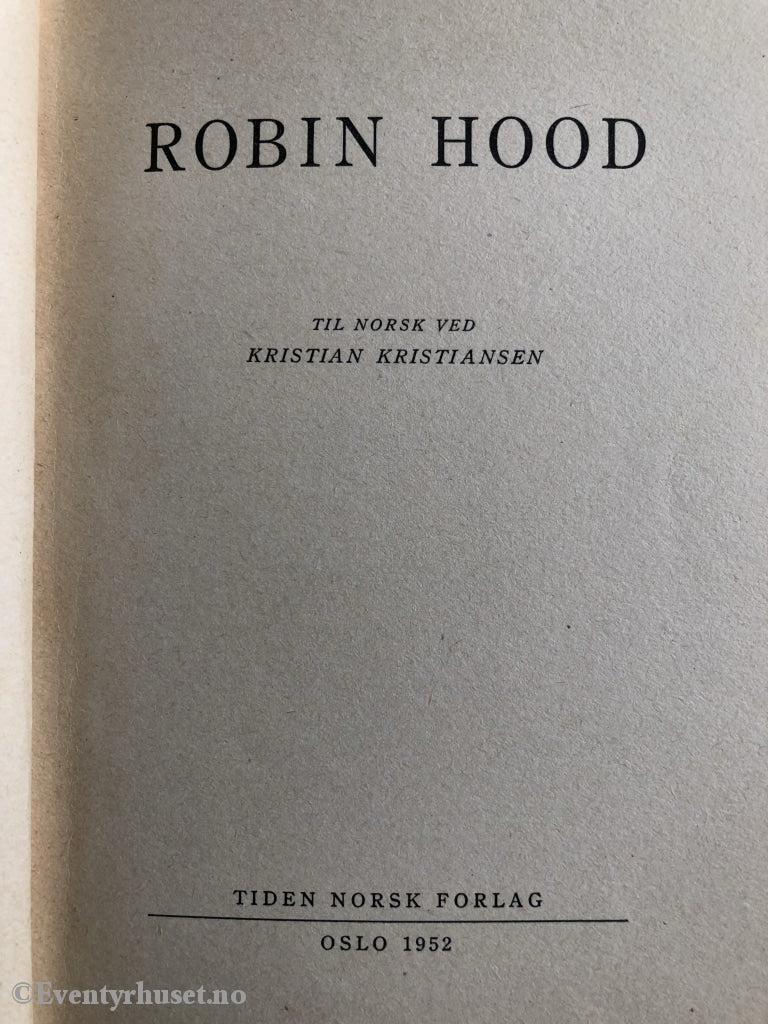 ROBIN HOOD
TIL NORSK VED
KRISTIAN KRISTIANSEN
TIDEN NORSK FORLAG
OSLO 1952
©Eventyrhuset.no